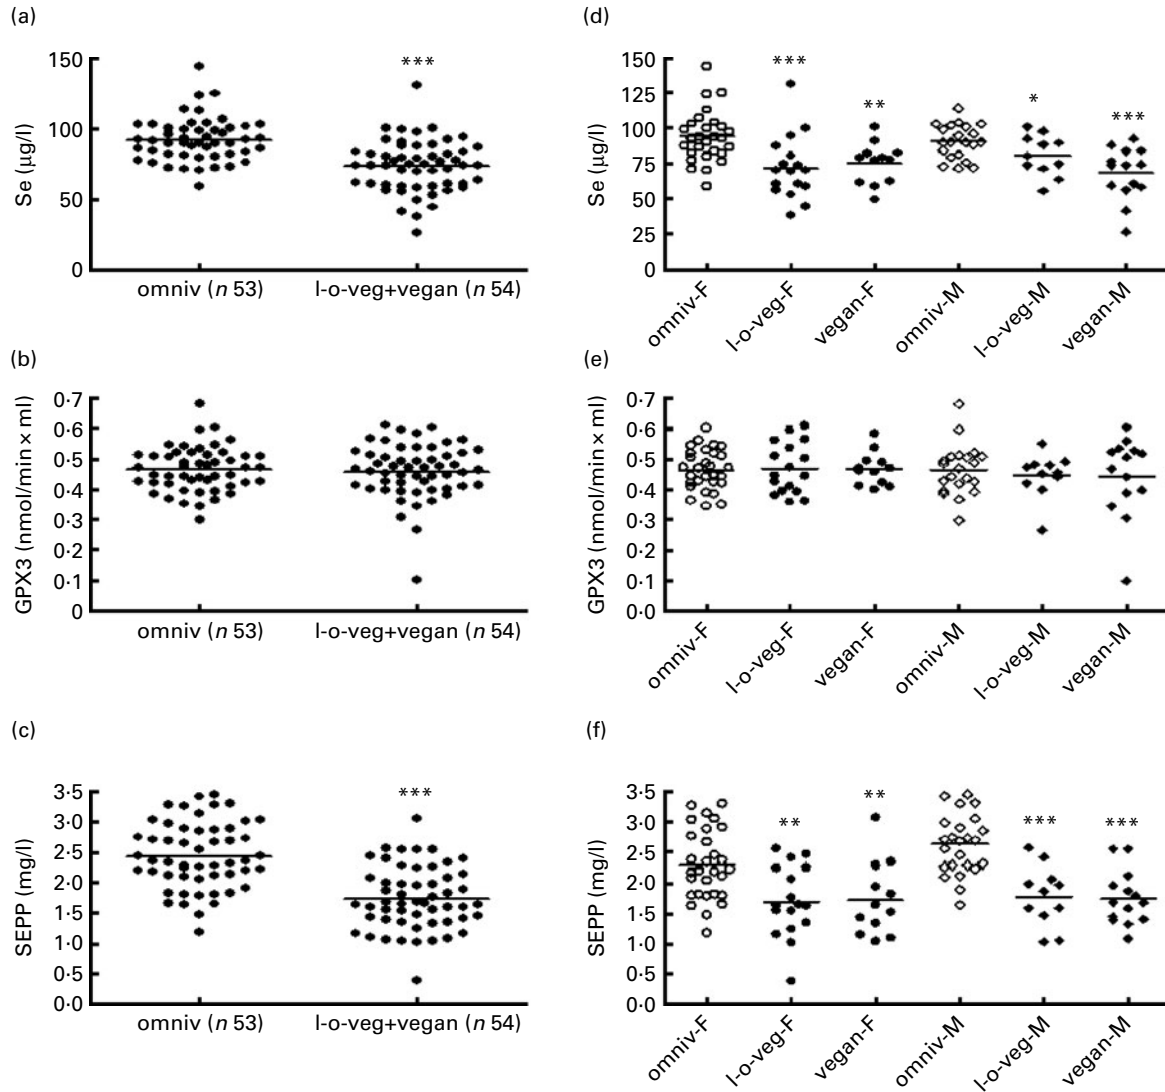 (a)
150
100
50
0
Se (µg/l)
***
omniv (n 53)
l-o-veg+vegan (n 54)
(d)
150
125
100
75
50
25
0
Se (µg/l)
***
**
*
***
omniv-F
l-o-veg-F
vegan-F
omniv-M
l-o-veg-M
vegan-M
(b)
0·7
0·6
0·5
0·4
0·3
0·2
0·1
0
GPX3 (nmol/min × ml)
omniv (n 53)
l-o-veg+vegan (n 54)
(e)
0·7
0·6
0·5
0·4
0·3
0·2
0·1
0·0
GPX3 (nmol/min × ml)
omniv-F
l-o-veg-F
vegan-F
omniv-M
l-o-veg-M
vegan-M
(c)
3·5
3·0
2·5
2·0
1·5
1·0
0·5
0·0
SEPP (mg/l)
***
omniv (n 53)
l-o-veg+vegan (n 54)
(f)
3·5
3·0
2·5
2·0
1·5
1·0
0·5
0·0
SEPP (mg/l)
**
**
***
***
omniv-F
l-o-veg-F
vegan-F
omniv-M
l-o-veg-M
vegan-M